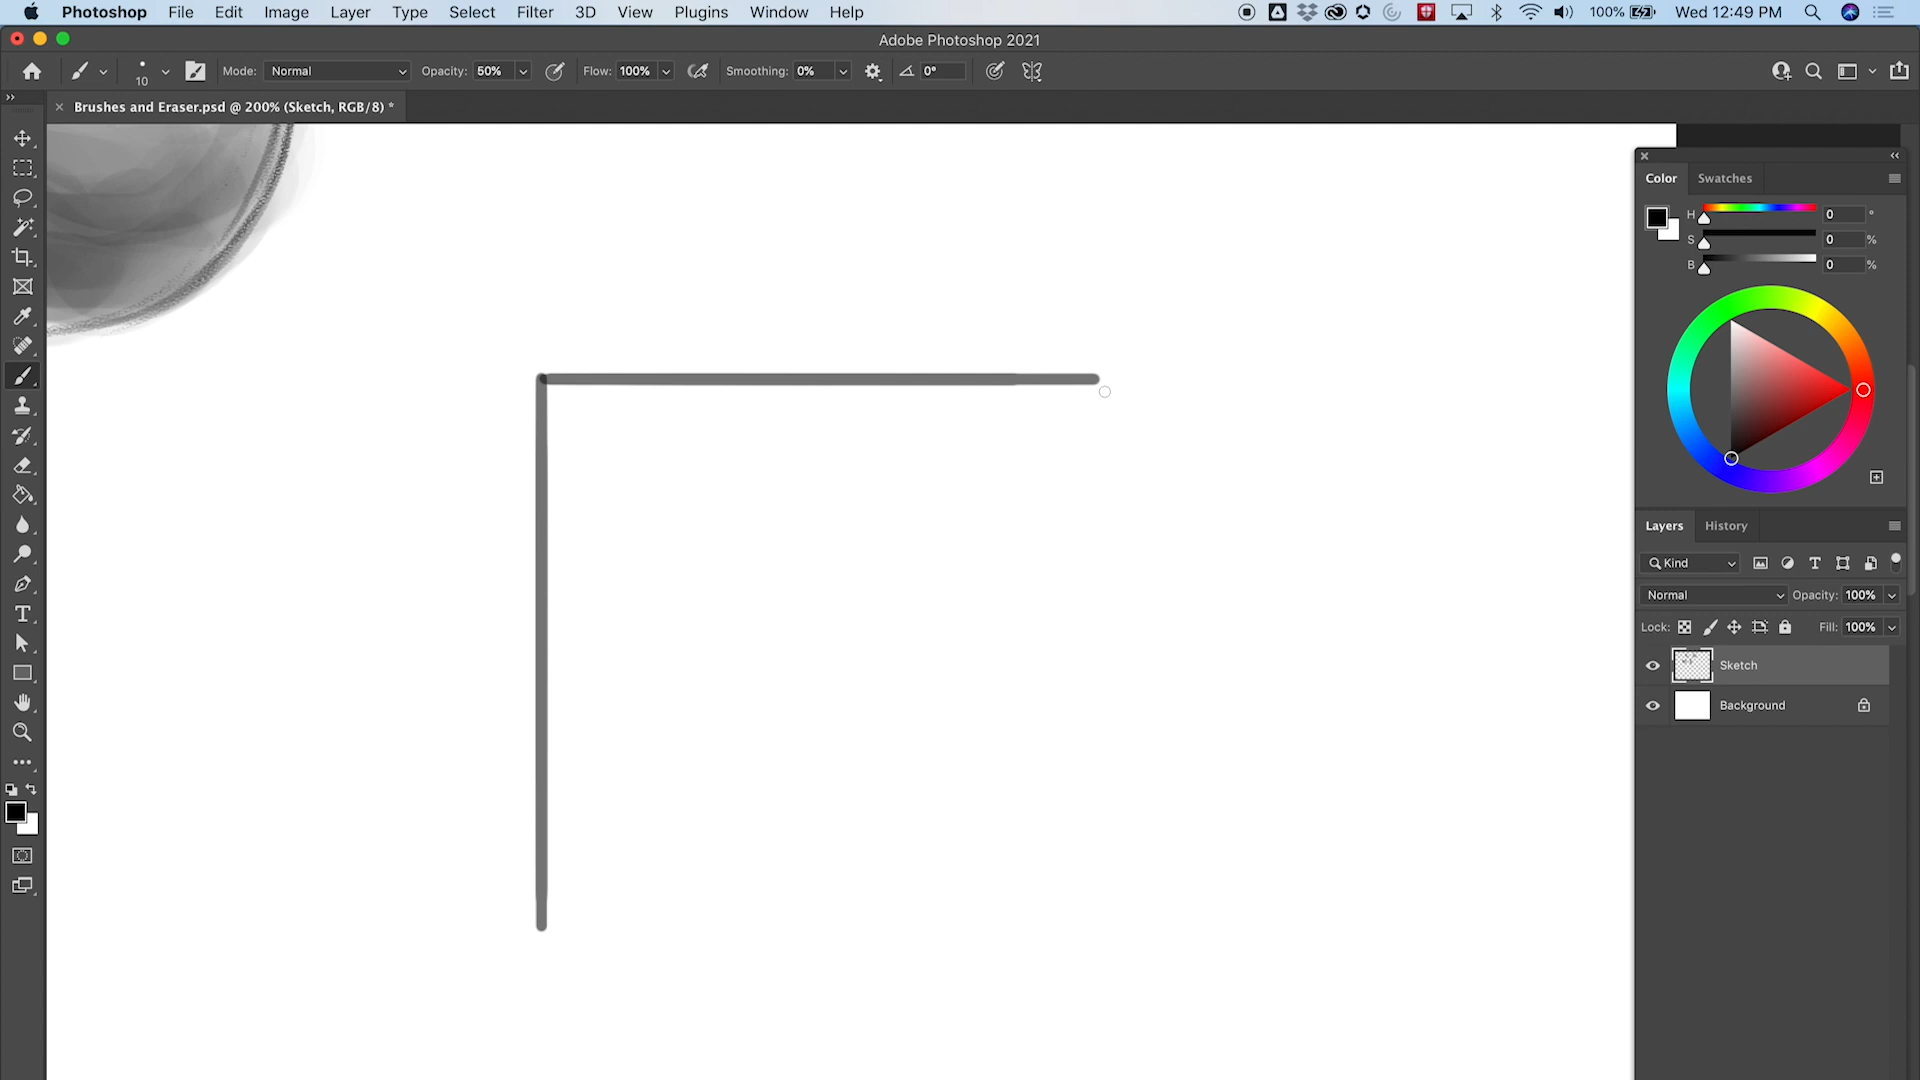 Photoshop File Edit Image Layer Type Select Filter 3D View Plugins Window Help 100% Wed 12:49 PM
Adobe Photoshop 2021
10 Mode: Normal Opacity: 50% Flow: 100% Smoothing: 0% 0°
Brushes and Eraser.psd @ 200% (Sketch, RGB/8) *
Color Swatches
H 0 °
S 0 %
B 0 %
Layers History
Kind
Normal Opacity: 100%
Lock: Fill: 100%
Sketch
Background